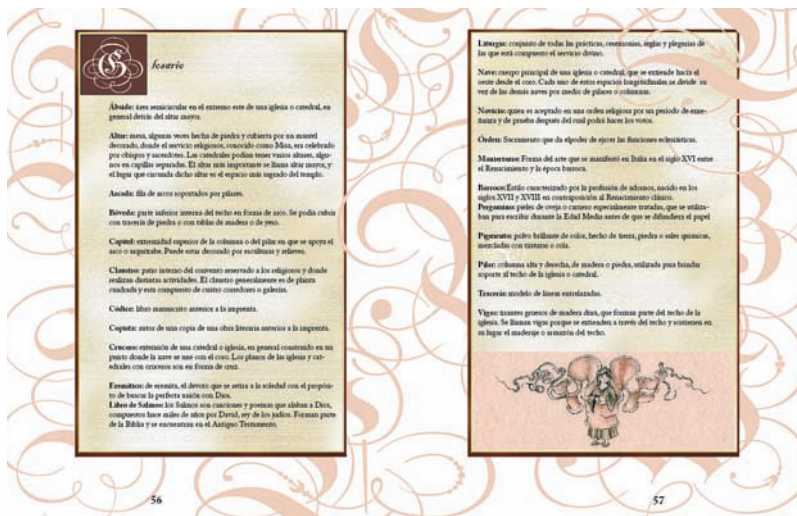 Glosario
Ábside: área semicircular en el extremo este de una iglesia o catedral, en
general detrás del altar mayor.
Altar: mesa, algunas veces hecha de piedra y cubierta por un mantel
decorado, donde el servicio religiosos, conocido como Misa, era celebrado
por obispos y sacerdotes. Las catedrales podían tener varios altares, algu-
nos en capillas separadas. El altar más importante se llama altar mayor, y
el lugar que circunda dicho altar es el espacio más sagrado del templo.
Arcada: fila de arcos soportados por pilares.
Bóveda: parte inferior interna del techo en forma de arco. Se podía cubrir
con tracería de piedra o con tablas de madera o de yeso.
Capitel: extremidad superior de la columna o del pilar en que se apoya el
arco o arquitrabe. Puede estar decorado por esculturas y relieves.
Claustro: patio interno del convento reservado a los religiosos y donde
realizan distintas actividades. El claustro generalmente es de planta
cuadrada y esta compuesto de cuatro corredores o galerías.
Códice: libro manuscrito anterior a la imprenta.
Copista: autor de una copia de una obra literaria anterior a la imprenta.
Crucero: extensión de una catedral o iglesia, en general construido en un
punto donde la nave se une con el coro. Los planos de las iglesia y cat-
edrales con cruceros son en forma de cruz.
Eremítico: de eremita, el devoto que se retira a la soledad con el propósi-
to de buscar la perfecta unión con Dios.
Libro de Salmos: los Salmos son canciones y poemas que alaban a Dios,
compuestos hace miles de años por David, rey de los judíos. Forman parte
de la Biblia y se encuentran en el Antiguo Testamento.
56
Liturgia: conjunto de todas las prácticas, ceremonias, reglas y plegarias de
las que está compuesto el servicio divino.
Nave: cuerpo principal de una iglesia o catedral, que se extiende hacia el
oeste desde el coro. Cada uno de estos espacios longitudinales se divide su
vez de las demás naves por medio de pilares o columnas.
Novicio: quien es aceptado en una orden religiosa por un periodo de ense-
ñanza y de prueba después del cual podrá hacer los votos.
Órden: Sacramento que da elpoder de ejercer las funciones eclesiásticas.
Manierismo: Forma del arte que se manifestó en Italia en el siglo XVI entre
el Renacimiento y la época barroca.
Barroco:Estilo caracterizado por la profusión de adornos, nacido en los
siglos XVII y XVIII en contraposición al Renacimiento clásico.
Pergamino: pieles de oveja o carnero especialmente tratadas, que se utiliza-
ban para escribir durante la Edad Media antes de que se difundiera el papel
Pigmento: polvo brillante de color, hecho de tierra, piedra o sales químicas,
mezcladas con tinturas o cola.
Pilar: columna alta y derecha, de madera o piedra, utilizada para brindar
soporte al techo de la iglesia o catedral.
Tracería: modelo de líneas entrelazadas.
Vigas: tirantes gruesos de madera dura, que forman parte del techo de la
iglesia. Se llaman vigas porque se extienden a través del techo y sostienen en
su lugar el maderaje o armazón del techo.
57